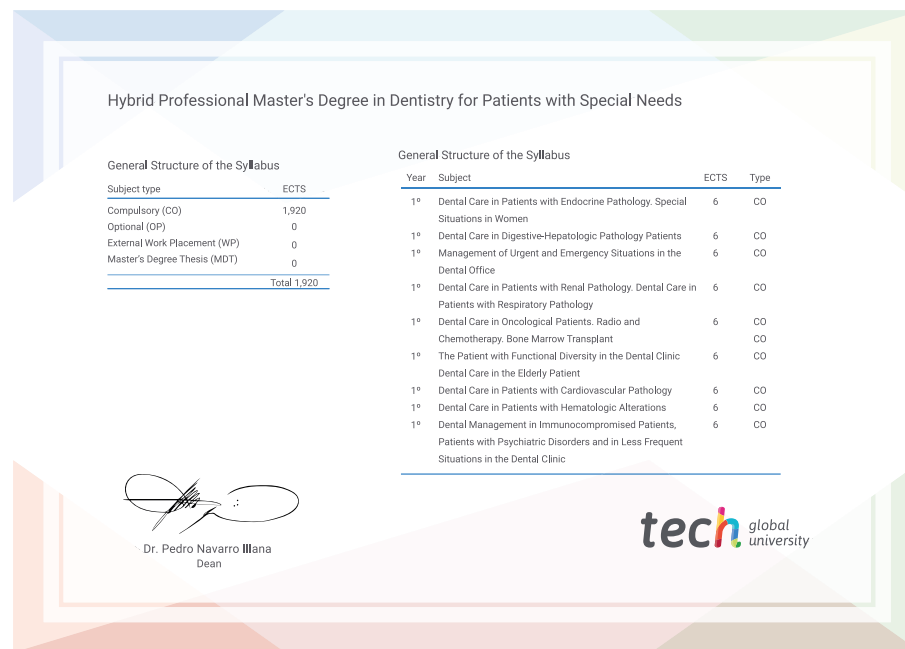 Hybrid Professional Master's Degree in Dentistry for Patients with Special Needs
General Structure of the Syllabus
Subject type ECTS
Compulsory (CO) 1,920
Optional (OP) 0
External Work Placement (WP) 0
Master's Degree Thesis (MDT) 0
Total 1,920
General Structure of the Syllabus
Year Subject ECTS Type
1º Dental Care in Patients with Endocrine Pathology. Special 6 CO
Situations in Women
1º Dental Care in Digestive-Hepatologic Pathology Patients 6 CO
1º Management of Urgent and Emergency Situations in the 6 CO
Dental Office
1º Dental Care in Patients with Renal Pathology. Dental Care in 6 CO
Patients with Respiratory Pathology
1º Dental Care in Oncological Patients. Radio and 6 CO
Chemotherapy. Bone Marrow Transplant CO
1º The Patient with Functional Diversity in the Dental Clinic 6 CO
Dental Care in the Elderly Patient
1º Dental Care in Patients with Cardiovascular Pathology 6 CO
1º Dental Care in Patients with Hematologic Alterations 6 CO
1º Dental Management in Immunocompromised Patients, 6 CO
Patients with Psychiatric Disorders and in Less Frequent
Situations in the Dental Clinic
Dr. Pedro Navarro Illana
Dean
tech global
university